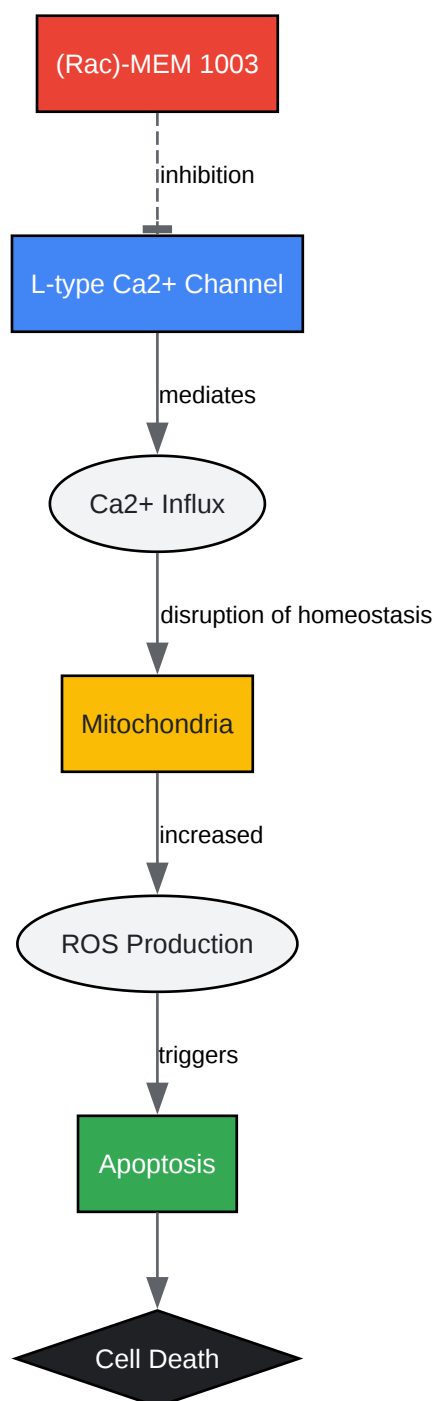 (Rac)-MEM 1003
inhibition
L-type Ca2+ Channel
mediates
Ca2+ Influx
disruption of homeostasis
Mitochondria
increased
ROS Production
triggers
Apoptosis
Cell Death